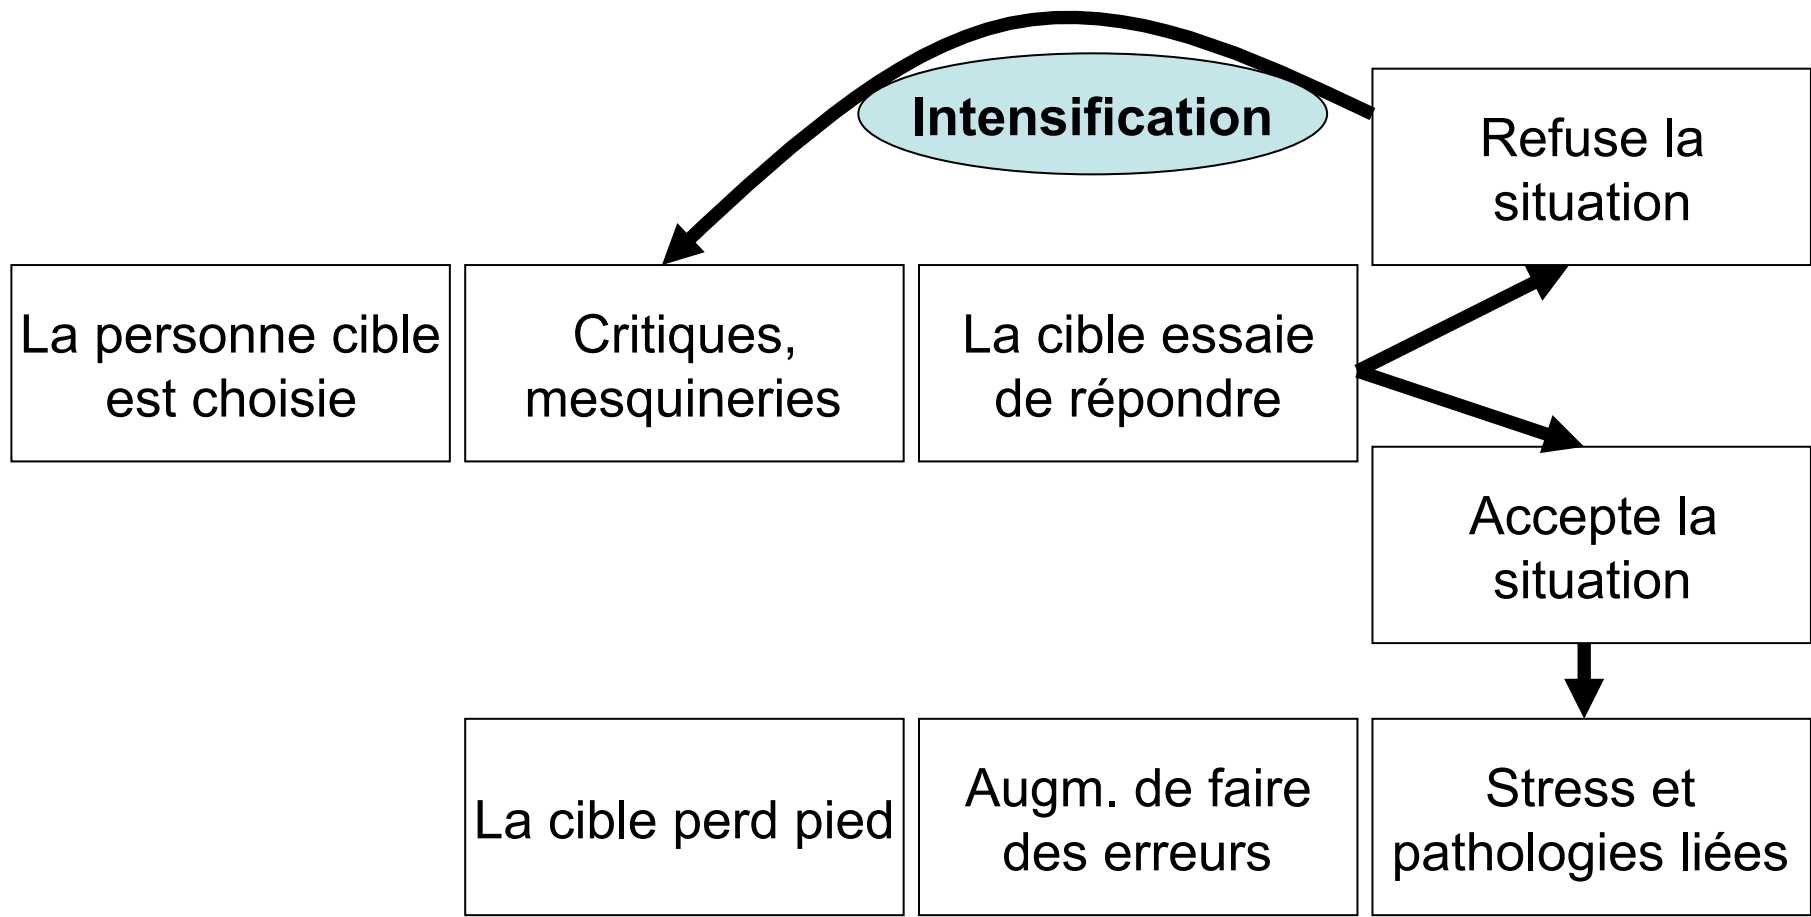 Intensification
Refuse la
situation
La personne cible
est choisie
Critiques,
mesquineries
La cible essaie
de répondre
Accepte la
situation
La cible perd pied
Augm. de faire
des erreurs
Stress et
pathologies liées